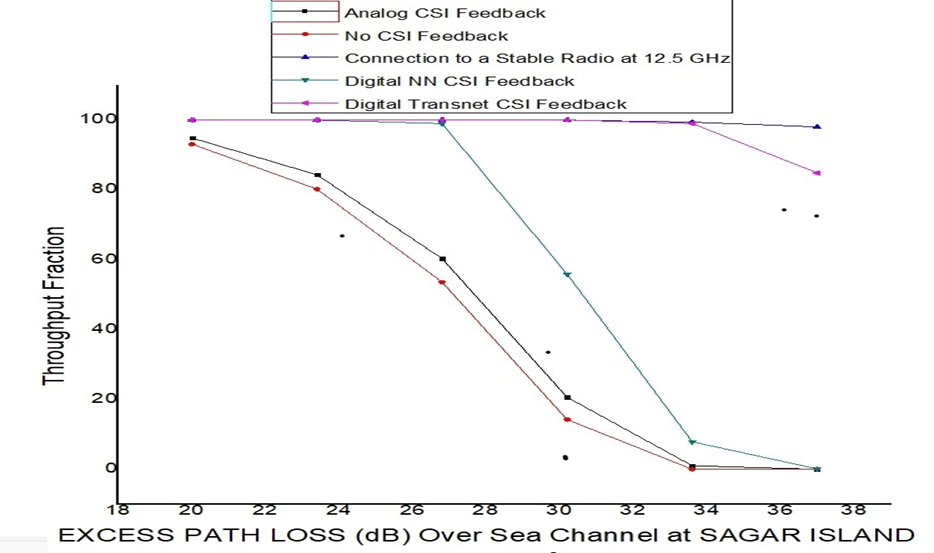 Analog CSI Feedback
No CSI Feedback
Connection to a Stable Radio at 12.5 GHz
Digital NN CSI Feedback
Digital Transnet CSI Feedback
100
80
60
40
20
0
Throughput Fraction
18 20 22 24 26 28 30 32 34 36 38
EXCESS PATH LOSS (dB) Over Sea Channel at SAGAR ISLAND